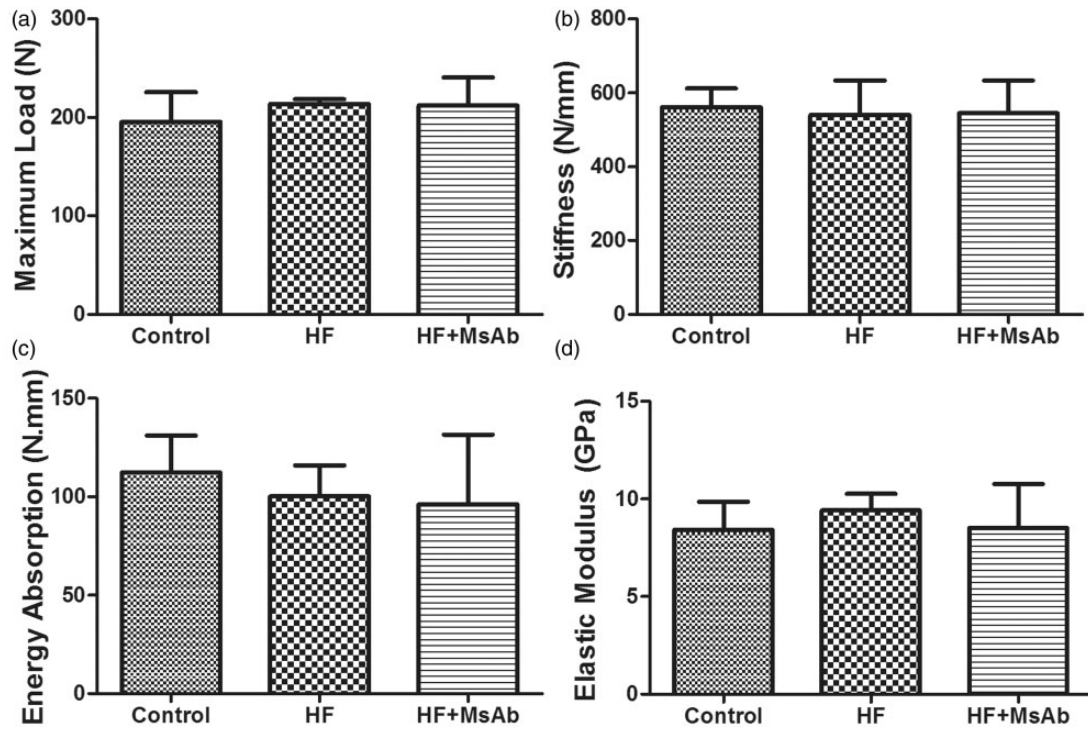 (a)
Maximum Load (N)
300
200
100
0
Control HF HF+MsAb
(b)
Stiffness (N/mm)
800
600
400
200
0
Control HF HF+MsAb
(c)
Energy Absorption (N.mm)
150
100
50
0
Control HF HF+MsAb
(d)
Elastic Modulus (GPa)
15
10
5
0
Control HF HF+MsAb